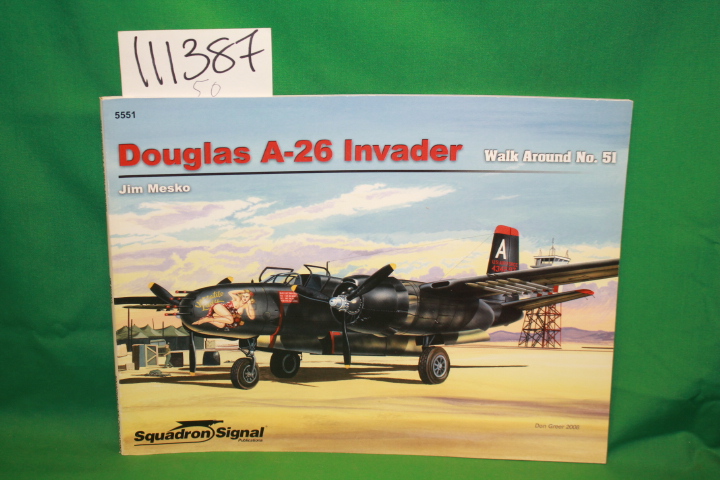 111387
50
5551
Douglas A-26 Invader
Walk Around No. 51
Jim Mesko
A
Squadron Signal
Publications
Don Greer 2006